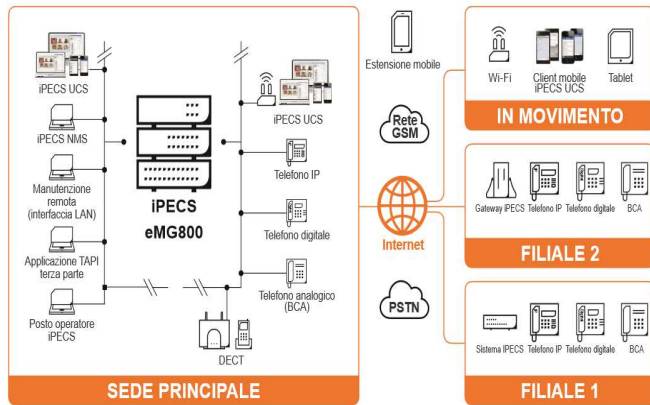 iPECS UCS
iPECS NMS
Manutenzione
remota
(interfaccia LAN)
Applicazione TAPI
terza parte
Posto operatore
iPECS
iPECS
eMG800
iPECS UCS
Telefono IP
Telefono digitale
Telefono analogico
(BCA)
DECT
SEDE PRINCIPALE
Estensione mobile
Rete
GSM
Internet
PSTN
Wi-Fi
Client mobile
iPECS UCS
Tablet
IN MOVIMENTO
Gateway iPECS
Telefono IP
Telefono digitale
BCA
FILIALE 2
Sistema IPECS
Telefono IP
Telefono digitale
BCA
FILIALE 1